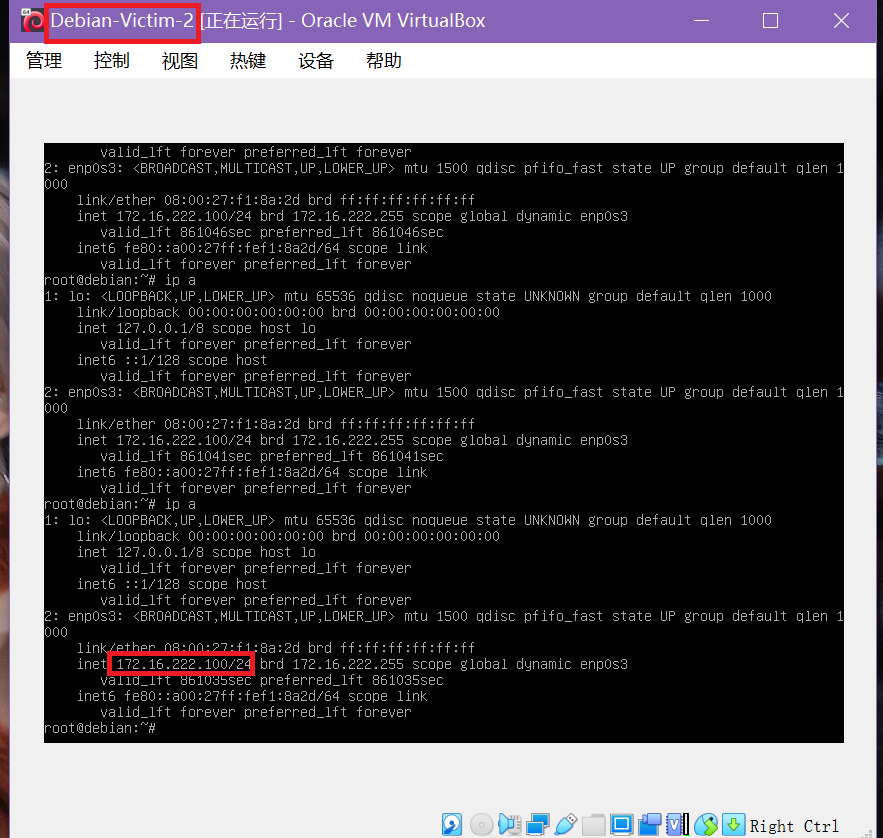 Debian-Victim-2 [正在运行] - Oracle VM VirtualBox
管理 控制 视图 热键 设备 帮助
valid_lft forever preferred_lft forever
2: enp0s3: <BROADCAST,MULTICAST,UP,LOWER_UP> mtu 1500 qdisc pfifo_fast state UP group default qlen 1
000
link/ether 08:00:27:f1:8a:2d brd ff:ff:ff:ff:ff:ff
inet 172.16.222.100/24 brd 172.16.222.255 scope global dynamic enp0s3
valid_lft 861046sec preferred_lft 861046sec
inet6 fe80::a00:27ff:fef1:8a2d/64 scope link
valid_lft forever preferred_lft forever
root@debian:~# ip a
1: lo: <LOOPBACK,UP,LOWER_UP> mtu 65536 qdisc noqueue state UNKNOWN group default qlen 1000
link/loopback 00:00:00:00:00:00 brd 00:00:00:00:00:00
inet 127.0.0.1/8 scope host lo
valid_lft forever preferred_lft forever
inet6 ::1/128 scope host
valid_lft forever preferred_lft forever
2: enp0s3: <BROADCAST,MULTICAST,UP,LOWER_UP> mtu 1500 qdisc pfifo_fast state UP group default qlen 1
000
link/ether 08:00:27:f1:8a:2d brd ff:ff:ff:ff:ff:ff
inet 172.16.222.100/24 brd 172.16.222.255 scope global dynamic enp0s3
valid_lft 861041sec preferred_lft 861041sec
inet6 fe80::a00:27ff:fef1:8a2d/64 scope link
valid_lft forever preferred_lft forever
root@debian:~# ip a
1: lo: <LOOPBACK,UP,LOWER_UP> mtu 65536 qdisc noqueue state UNKNOWN group default qlen 1000
link/loopback 00:00:00:00:00:00 brd 00:00:00:00:00:00
inet 127.0.0.1/8 scope host lo
valid_lft forever preferred_lft forever
inet6 ::1/128 scope host
valid_lft forever preferred_lft forever
2: enp0s3: <BROADCAST,MULTICAST,UP,LOWER_UP> mtu 1500 qdisc pfifo_fast state UP group default qlen 1
000
link/ether 08:00:27:f1:8a:2d brd ff:ff:ff:ff:ff:ff
inet 172.16.222.100/24 brd 172.16.222.255 scope global dynamic enp0s3
valid_lft 861035sec preferred_lft 861035sec
inet6 fe80::a00:27ff:fef1:8a2d/64 scope link
valid_lft forever preferred_lft forever
root@debian:~#
Right Ctrl